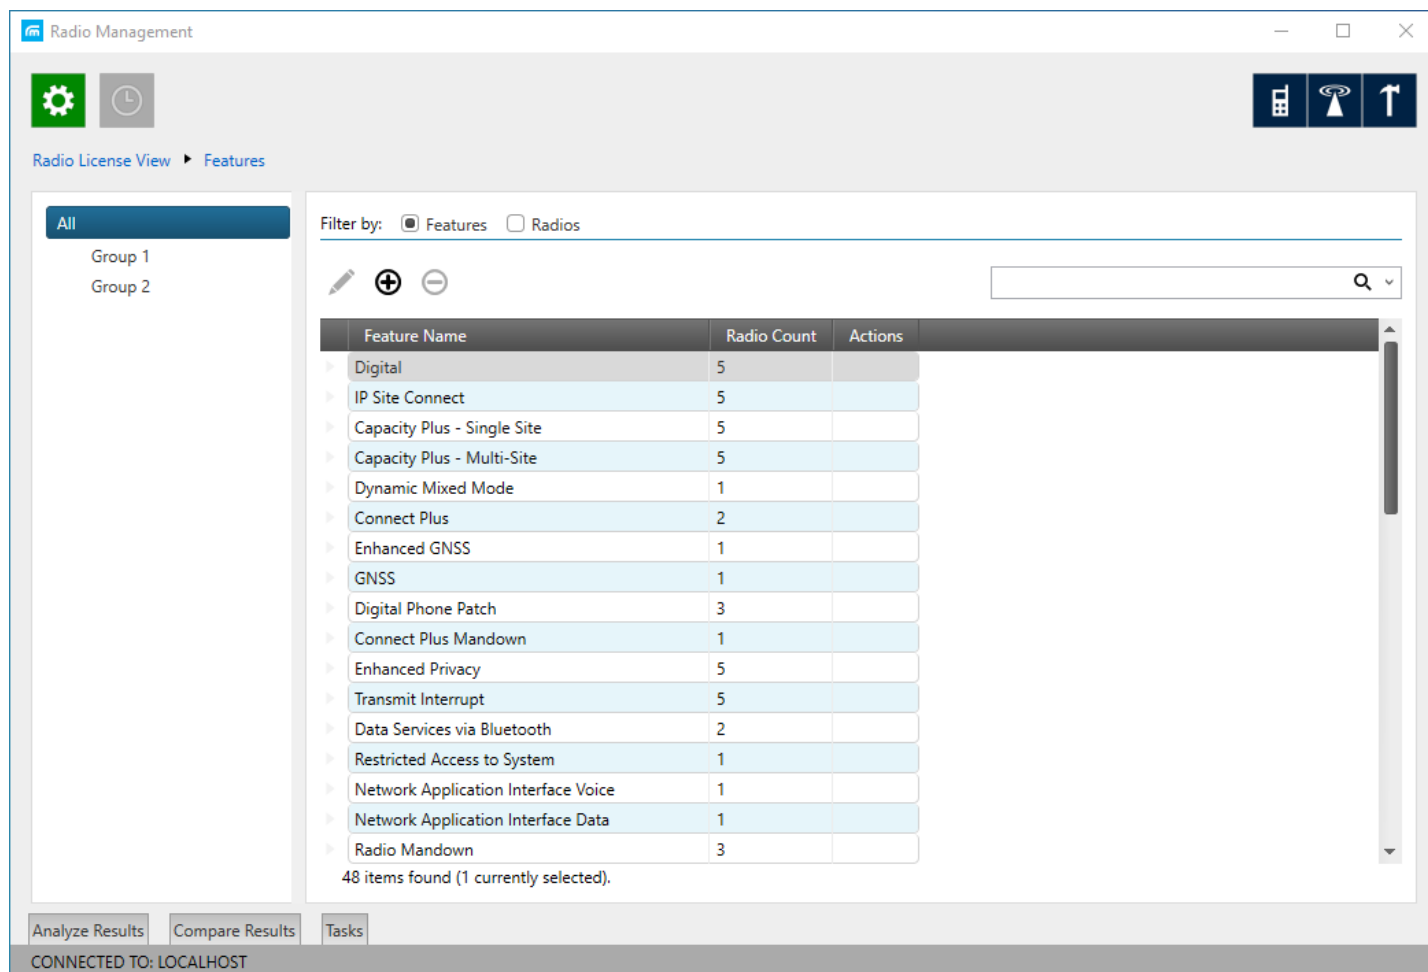 Radio Management
Radio License View Features
All
Group 1
Group 2
Filter by: Features Radios
Feature Name Radio Count Actions
Digital 5
IP Site Connect 5
Capacity Plus - Single Site 5
Capacity Plus - Multi-Site 5
Dynamic Mixed Mode 1
Connect Plus 2
Enhanced GNSS 1
GNSS 1
Digital Phone Patch 3
Connect Plus Mandown 1
Enhanced Privacy 5
Transmit Interrupt 5
Data Services via Bluetooth 2
Restricted Access to System 1
Network Application Interface Voice 1
Network Application Interface Data 1
Radio Mandown 3
48 items found (1 currently selected).
Analyze Results Compare Results Tasks
CONNECTED TO: LOCALHOST